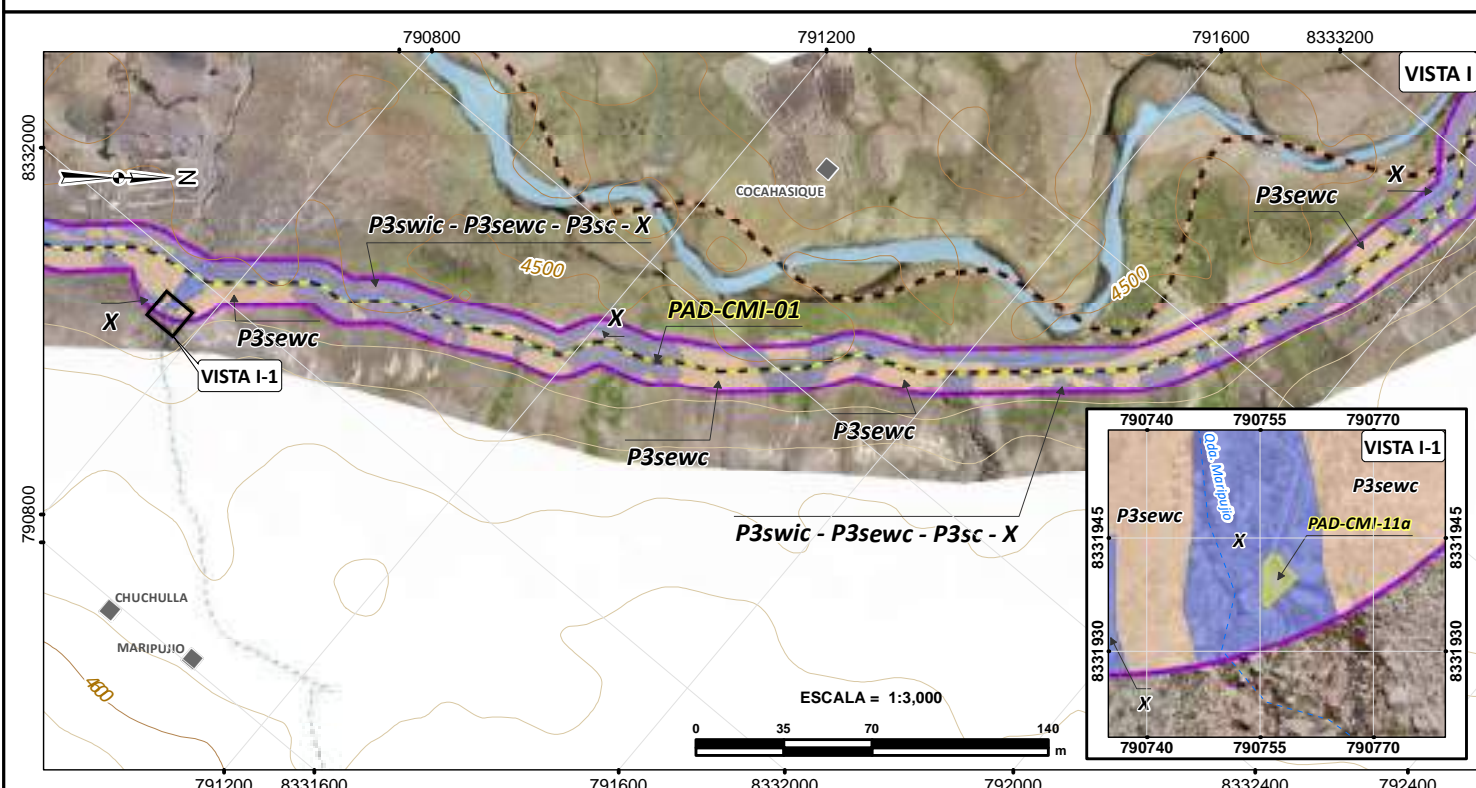 790800
791200
791600
8333200
VISTA I
8332000
N
COCAHASIQUE
X
P3sewc
P3swic - P3sewc - P3sc - X
4500
4500
PAD-CMI-01
X
X
P3sewc
VISTA I-1
P3sewc
P3sewc
P3swic - P3sewc - P3sc - X
790800
CHUCHULLA
MARIPUJIO
4600
ESCALA = 1:3,000
0
35
70
140
m
790740
790755
790770
VISTA I-1
Qda. Maripujio
P3sewc
P3sewc
PAD-CMI-11a
8331945
8331945
X
8331930
8331930
X
790740
790755
790770
791200
8331600
791600
8332000
792000
8332400
792400